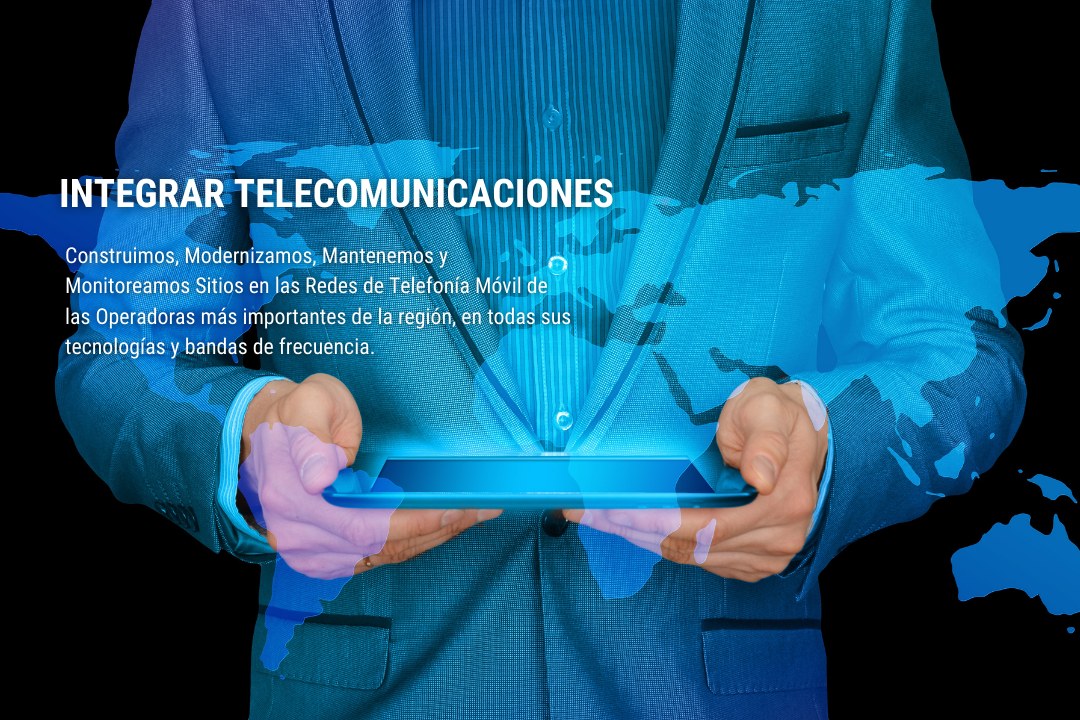 INTEGRAR TELECOMUNICACIONES
Construimos, Modernizamos, Mantenemos y
Monitoreamos Sitios en las Redes de Telefonía Móvil de
las Operadoras más importantes de la región, en todas sus
tecnologías y bandas de frecuencia.